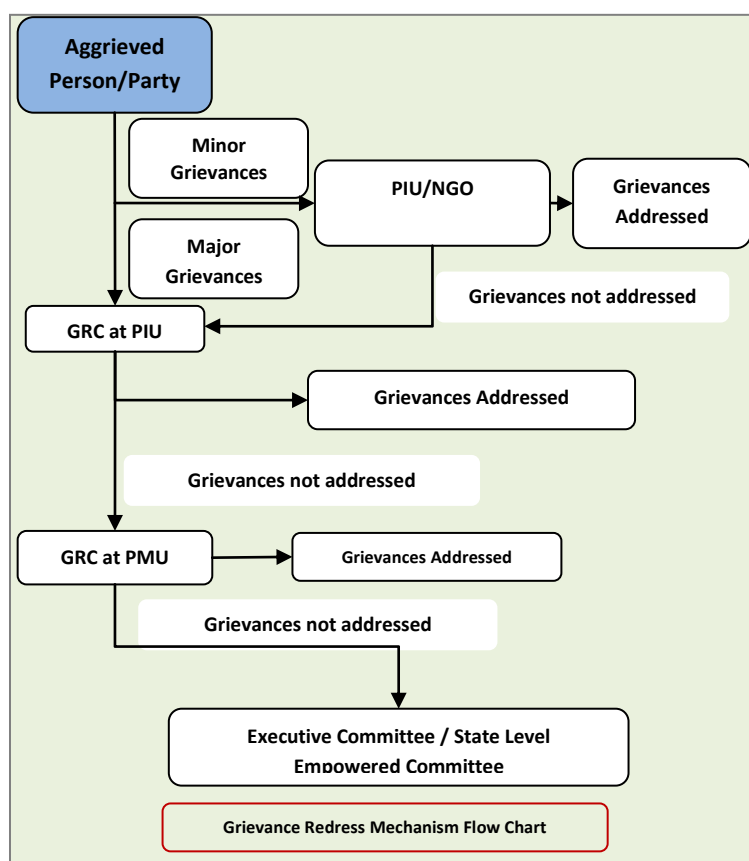 Aggrieved
Person/Party
Minor
Grievances
PIU/NGO
Grievances
Addressed
Major
Grievances
Grievances not addressed
GRC at PIU
Grievances Addressed
Grievances not addressed
GRC at PMU
Grievances Addressed
Grievances not addressed
Executive Committee / State Level
Empowered Committee
Grievance Redress Mechanism Flow Chart